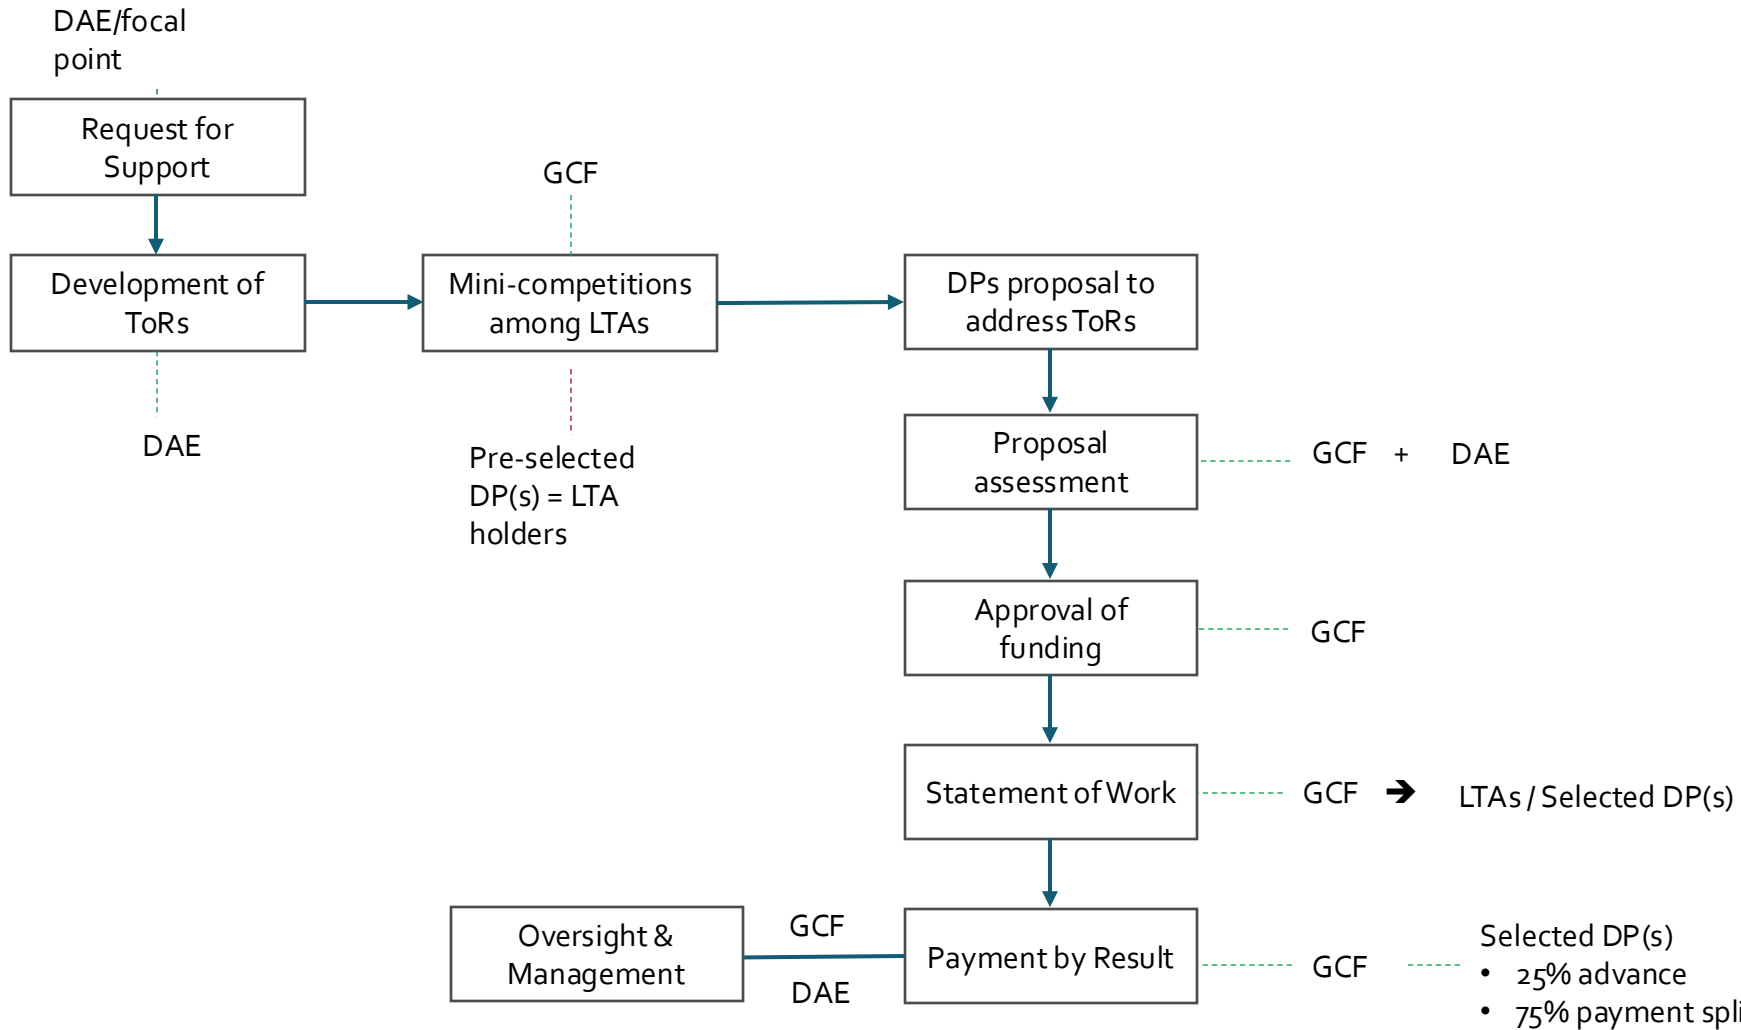 DAE/focal
point
Request for
Support
GCF
Development of
ToRs
Mini-competitions
among LTAs
DPs proposal to
address ToRs
DAE
Pre-selected
DP(s) = LTA
holders
Proposal
assessment
GCF + DAE
Approval of
funding
GCF
Statement of Work
GCF ➔ LTAs / Selected DP(s)
Oversight &
Management
GCF
DAE
Payment by Result
GCF
Selected DP(s)
• 25% advance
• 75% payment